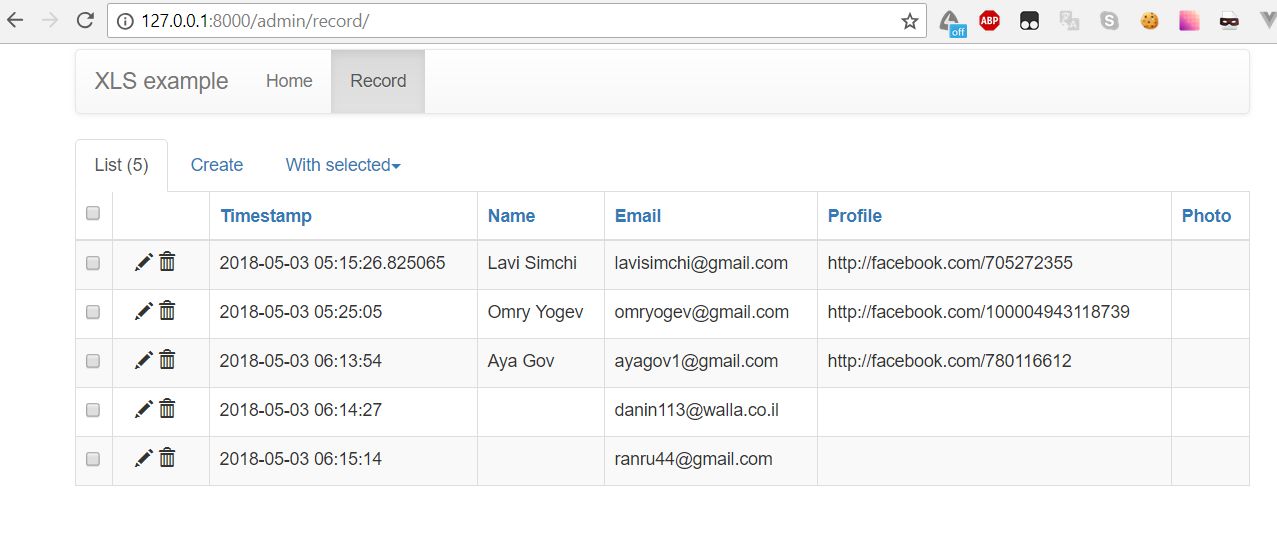 127.0.0.1:8000/admin/record/
off ABP
XLS example Home Record
List (5) Create With selected
Timestamp Name Email Profile Photo
2018-05-03 05:15:26.825065 Lavi Simchi lavisimchi@gmail.com http://facebook.com/705272355
2018-05-03 05:25:05 Omry Yogev omryogev@gmail.com http://facebook.com/100004943118739
2018-05-03 06:13:54 Aya Gov ayagov1@gmail.com http://facebook.com/780116612
2018-05-03 06:14:27 danin113@walla.co.il
2018-05-03 06:15:14 ranru44@gmail.com